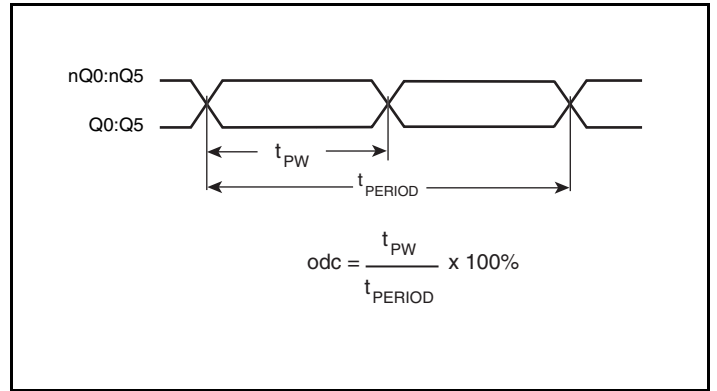 nQ0:nQ5
Q0:Q5
tPW
tPERIOD
odc = tPW / tPERIOD x 100%